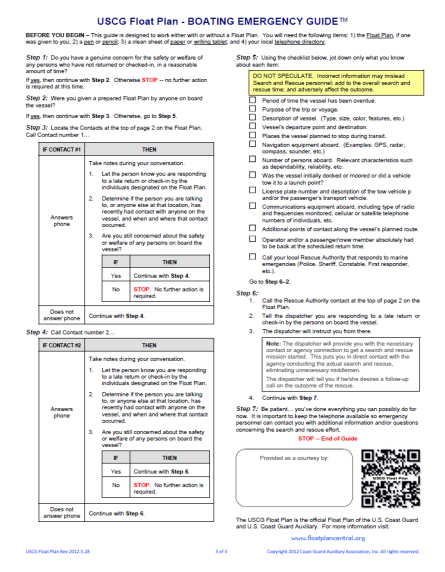 USCG Float Plan - BOATING EMERGENCY GUIDE™
BEFORE YOU BEGIN – This guide is designed to work either with or without a Float Plan. You will need the following items: 1) the Float Plan, if one
was given to you; 2) a pen or pencil; 3) a clean sheet of paper or writing tablet; and 4) your local telephone directory.
Step 1: Do you have a genuine concern for the safety or welfare of
any persons who have not returned or checked-in, in a reasonable
amount of time?
If yes, then continue with Step 2. Otherwise STOP -- no further action
is required at this time.
Step 2: Were you given a prepared Float Plan by anyone on board
the vessel?
If yes, then continue with Step 3. Otherwise, go to Step 5.
Step 3: Locate the Contacts at the top of page 2 on the Float Plan.
Call Contact number 1…
IF CONTACT #1
THEN
Answers
phone
Take notes during your conversation.
1. Let the person know you are responding
to a late return or check-in by the
individuals designated on the Float Plan.
2. Determine if the person you are talking
to, or anyone else at that location, has
recently had contact with anyone on the
vessel, and when and where that contact
occurred.
3. Are you still concerned about the safety
or welfare of any persons on board the
vessel?
IF
THEN
Yes
Continue with Step 4.
No
STOP. No further action is
required.
Does not
answer phone
Continue with Step 4.
Step 4: Call Contact number 2…
IF CONTACT #2
THEN
Answers
phone
Take notes during your conversation.
1. Let the person know you are responding
to a late return or check-in by the
individuals designated on the Float Plan.
2. Determine if the person you are talking
to, or anyone else at that location, has
recently had contact with anyone on the
vessel, and when and where that contact
occurred.
3. Are you still concerned about the safety
or welfare of any persons on board the
vessel?
IF
THEN
Yes
Continue with Step 6.
No
STOP. No further action is
required.
Does not
answer phone
Continue with Step 6.
Step 5: Using the checklist below, jot down only what you know
about each item:
DO NOT SPECULATE. Incorrect information may mislead
Search and Rescue personnel; add to the overall search and
rescue time; and adversely affect the outcome.
Period of time the vessel has been overdue.
Purpose of the trip or voyage.
Description of vessel. (Type, size, color, features, etc.)
Vessel's departure point and destination.
Places the vessel planned to stop during transit.
Navigation equipment aboard. (Examples: GPS, radar,
compass, sounder, etc.)
Number of persons aboard. Relevant characteristics such
as dependability, reliability, etc.
Was the vessel initially docked or moored or did a vehicle
tow it to a launch point?
License plate number and description of the tow vehicle p
and/or the passenger's transport vehicle.
Communications equipment aboard, including type of radio
and frequencies monitored, cellular or satellite telephone
numbers of individuals, etc.
Additional points of contact along the vessel's planned route.
Operator and/or a passenger/crew member absolutely had
to be back at the scheduled return time.
Call your local Rescue Authority that responds to marine
emergencies (Police, Sheriff, Constable, First responder,
etc.).
Go to Step 6–2.
Step 6:
1. Call the Rescue Authority contact at the top of page 2 on the
Float Plan.
2. Tell the dispatcher you are responding to a late return or
check-in by the persons on board the vessel.
3. The dispatcher will instruct you from there.
Note: The dispatcher will provide you with the necessary
contact or agency connection to get a search and rescue
mission started. This puts you in direct contact with the
agency conducting the actual search and rescue,
eliminating unnecessary middlemen.
The dispatcher will tell you if he/she desires a follow-up
call on the outcome of the rescue.
4. Continue with Step 7.
Step 7: Be patient… you've done everything you can possibly do for
now. It is important to keep the telephone available so emergency
personnel can contact you with additional information and/or questions
concerning the search and rescue effort.
STOP -- End of Guide
Provided as a courtesy by:
USCG Float Plan
The USCG Float Plan is the official Float Plan of the U.S. Coast Guard
and U.S. Coast Guard Auxiliary. For more information visit:
www.floatplancentral.org
USCG Float Plan Rev 2012.5.28
3 of 3
Copyright 2012 Coast Guard Auxiliary Association, Inc. All rights reserved.